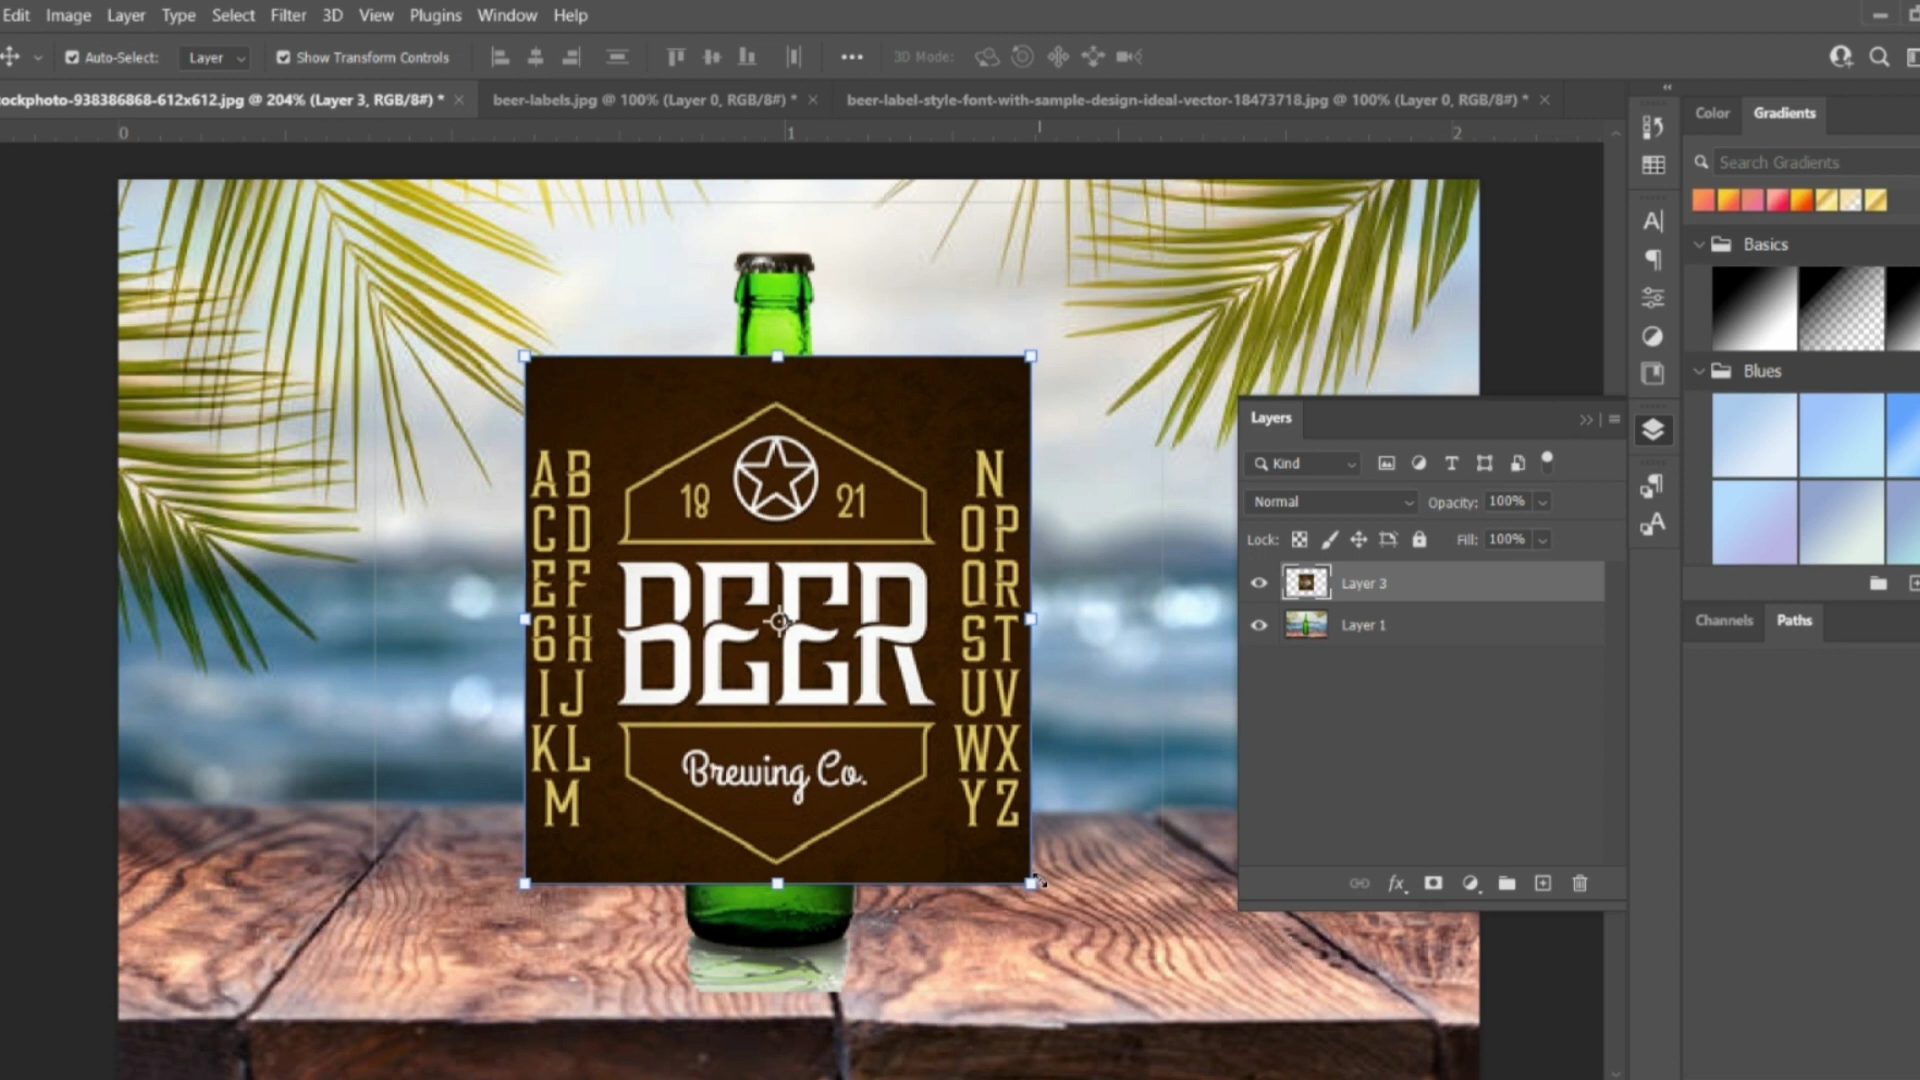 Edit Image Layer Type Select Filter 3D View Plugins Window Help
Auto-Select: Layer Show Transform Controls 3D Mode:
ockphoto-938386868-612x612.jpg @ 204% (Layer 3, RGB/8#) * beer-labels.jpg @ 100% (Layer 0, RGB/8#) * beer-label-style-font-with-sample-design-ideal-vector-18473718.jpg @ 100% (Layer 0, RGB/8#) *
0 1 2
Color Gradients
Search Gradients
Basics
Blues
Channels Paths
Layers
Kind
Normal Opacity: 100%
Lock: Fill: 100%
Layer 3
Layer 1
fx
18 21
BEER
Brewing Co.
A B
C D
E F
G H
I J
K L
M
N
O P
Q R
S T
U V
W X
Y Z